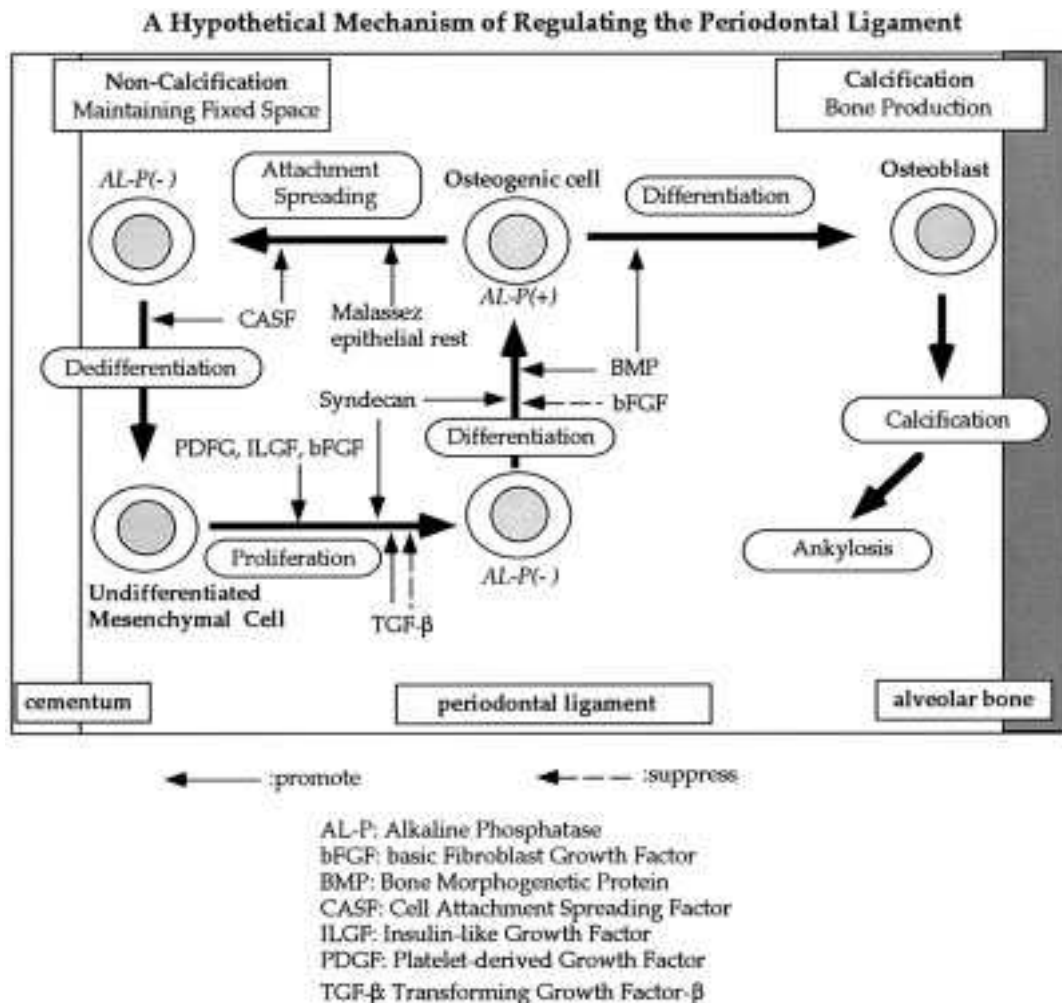 A Hypothetical Mechanism of Regulating the Periodontal Ligament
Non-Calcification
Maintaining Fixed Space
Calcification
Bone Production
AL-P(-)
Attachment
Spreading
Osteogenic cell
Differentiation
Osteoblast
AL-P(+)
CASF
Malassez
epithelial rest
Dedifferentiation
BMP
Syndecan
bFGF
Calcification
Differentiation
PDFG, ILGF, bFGF
Proliferation
Ankylosis
AL-P(-)
Undifferentiated
Mesenchymal Cell
TGF-β
cementum
periodontal ligament
alveolar bone
:promote
:suppress
AL-P: Alkaline Phosphatase
bFGF: basic Fibroblast Growth Factor
BMP: Bone Morphogenetic Protein
CASF: Cell Attachment Spreading Factor
ILGF: Insulin-like Growth Factor
PDGF: Platelet-derived Growth Factor
TGF-β: Transforming Growth Factor-β